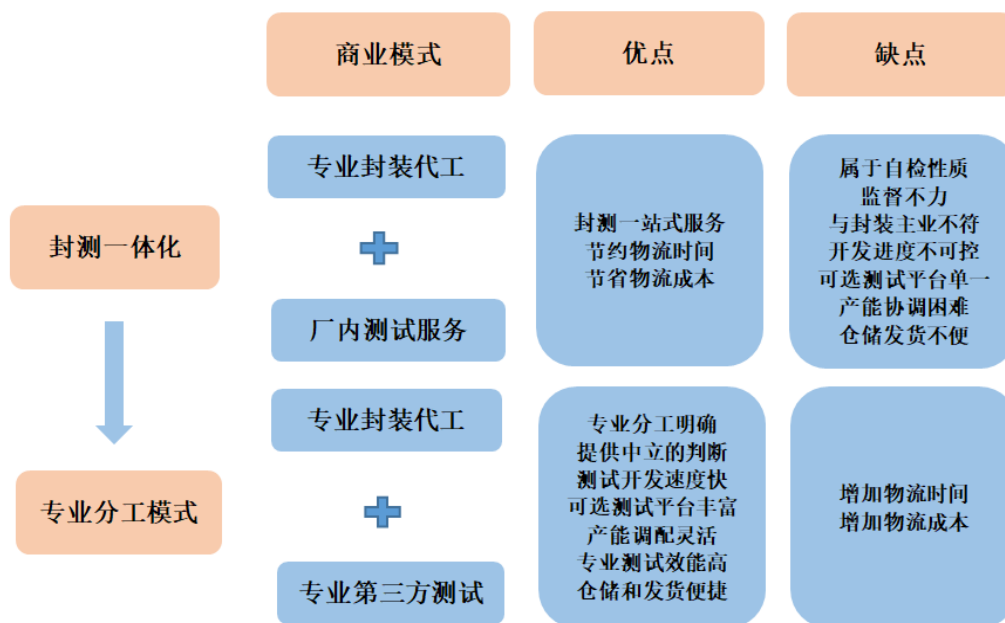 商业模式
优点
缺点
封测一体化
专业封装代工
厂内测试服务
封测一站式服务
节约物流时间
节省物流成本
属于自检性质
监督不力
与封装主业不符
开发进度不可控
可选测试平台单一
产能协调困难
仓储发货不便
专业分工模式
专业封装代工
专业第三方测试
专业分工明确
提供中立的判断
测试开发速度快
可选测试平台丰富
产能调配灵活
专业测试效能高
仓储和发货便捷
增加物流时间
增加物流成本